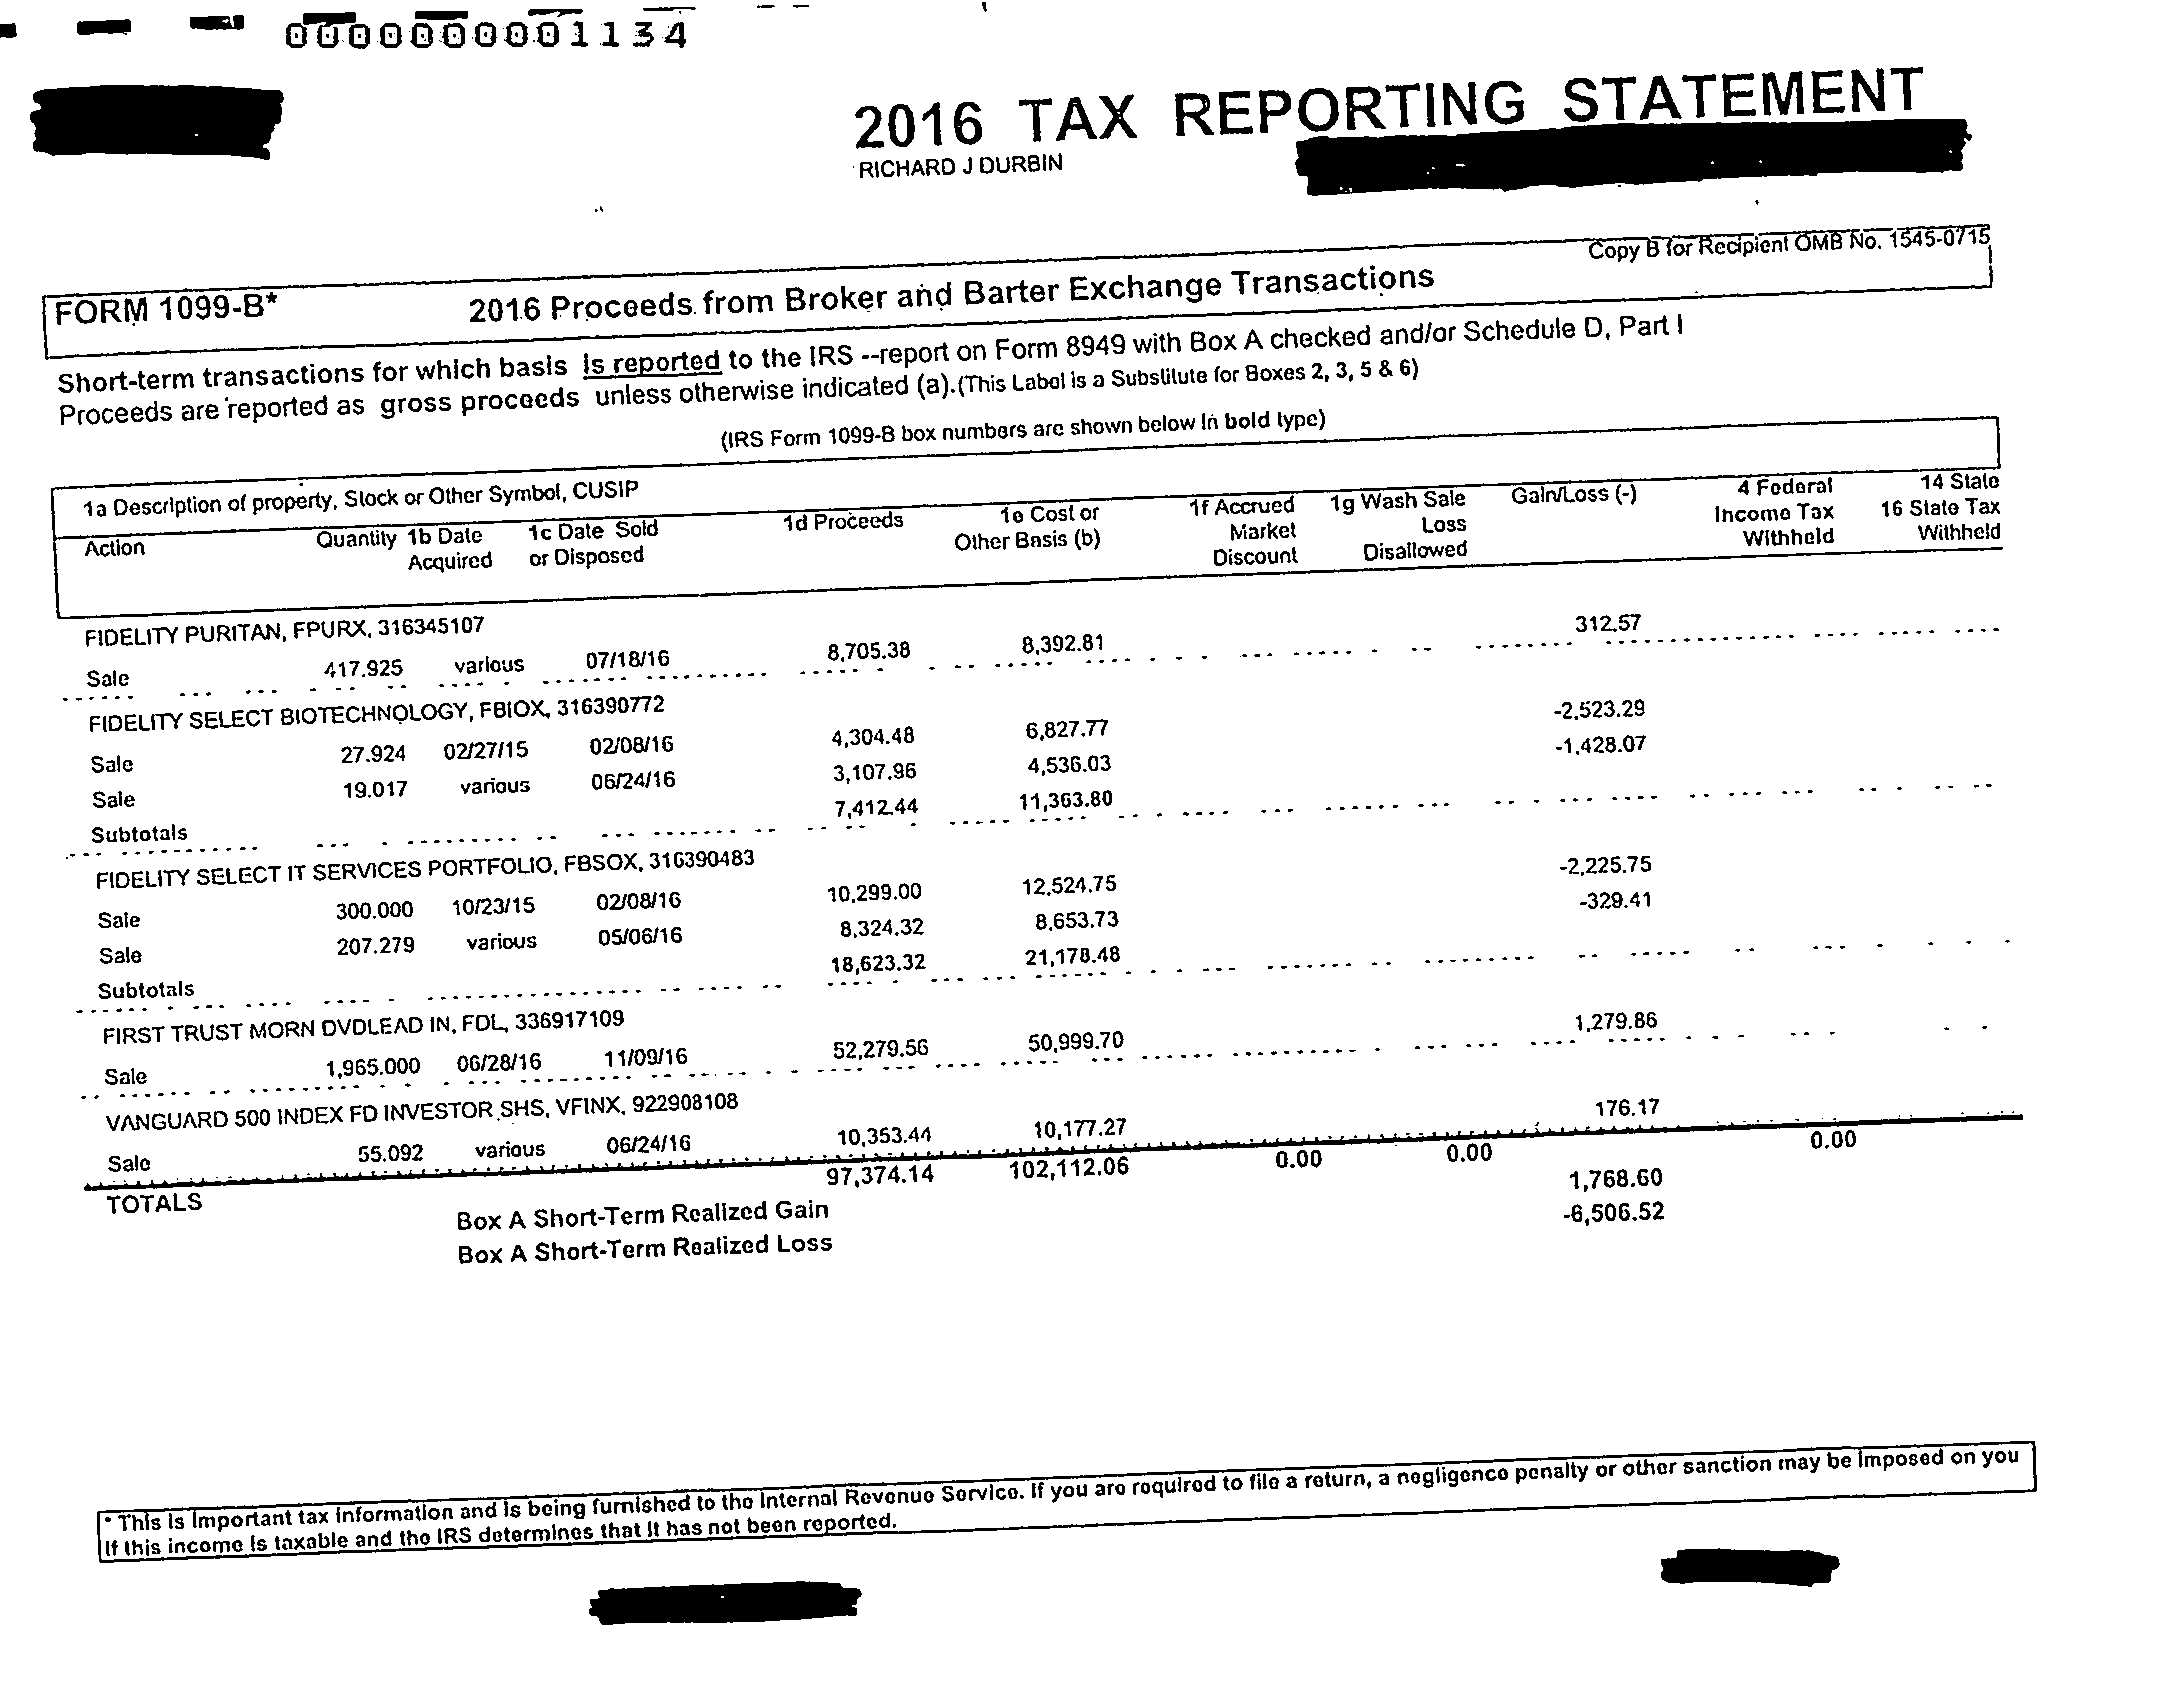 0000000001134
2016 TAX REPORTING STATEMENT
RICHARD J DURBIN
Copy B for Recipient OMB No. 1545-0715
FORM 1099-B* 2016 Proceeds from Broker and Barter Exchange Transactions
Short-term transactions for which basis is reported to the IRS --report on Form 8949 with Box A checked and/or Schedule D, Part I
Proceeds are reported as gross proceeds unless otherwise indicated (a).(This Label is a Substitute for Boxes 2, 3, 5 & 6)
(IRS Form 1099-B box numbers are shown below in bold type)
1a Description of property, Stock or Other Symbol, CUSIP
Action Quantity 1b Date 1c Date Sold 1d Proceeds 1e Cost or 1f Accrued 1g Wash Sale Gain/Loss (-) 4 Federal 14 State
Acquired or Disposed Other Basis (b) Market Loss Income Tax 16 State Tax
Discount Disallowed Withheld Withheld
FIDELITY PURITAN, FPURX, 316345107
Sale 417.925 various 07/18/16 8,705.38 8,392.81 312.57
FIDELITY SELECT BIOTECHNOLOGY, FBIOX, 316390772
Sale 27.924 02/27/15 02/08/16 4,304.48 6,827.77 -2,523.29
Sale 19.017 various 06/24/16 3,107.96 4,536.03 -1,428.07
Subtotals 7,412.44 11,363.80
FIDELITY SELECT IT SERVICES PORTFOLIO, FBSOX, 316390483
Sale 300.000 10/23/15 02/08/16 10,299.00 12,524.75 -2,225.75
Sale 207.279 various 05/06/16 8,324.32 8,653.73 -329.41
Subtotals 18,623.32 21,178.48
FIRST TRUST MORN DVDLEAD IN, FDL, 336917109
Sale 1,965.000 06/28/16 11/09/16 52,279.56 50,999.70 1,279.86
VANGUARD 500 INDEX FD INVESTOR SHS, VFINX, 922908108
Sale 55.092 various 06/24/16 10,353.44 10,177.27 176.17
TOTALS 97,374.14 102,112.06 0.00 0.00 0.00
Box A Short-Term Realized Gain 1,768.60
Box A Short-Term Realized Loss -6,506.52
* This is important tax information and is being furnished to the Internal Revenue Service. If you are required to file a return, a negligence penalty or other sanction may be imposed on you
if this income is taxable and the IRS determines that it has not been reported.